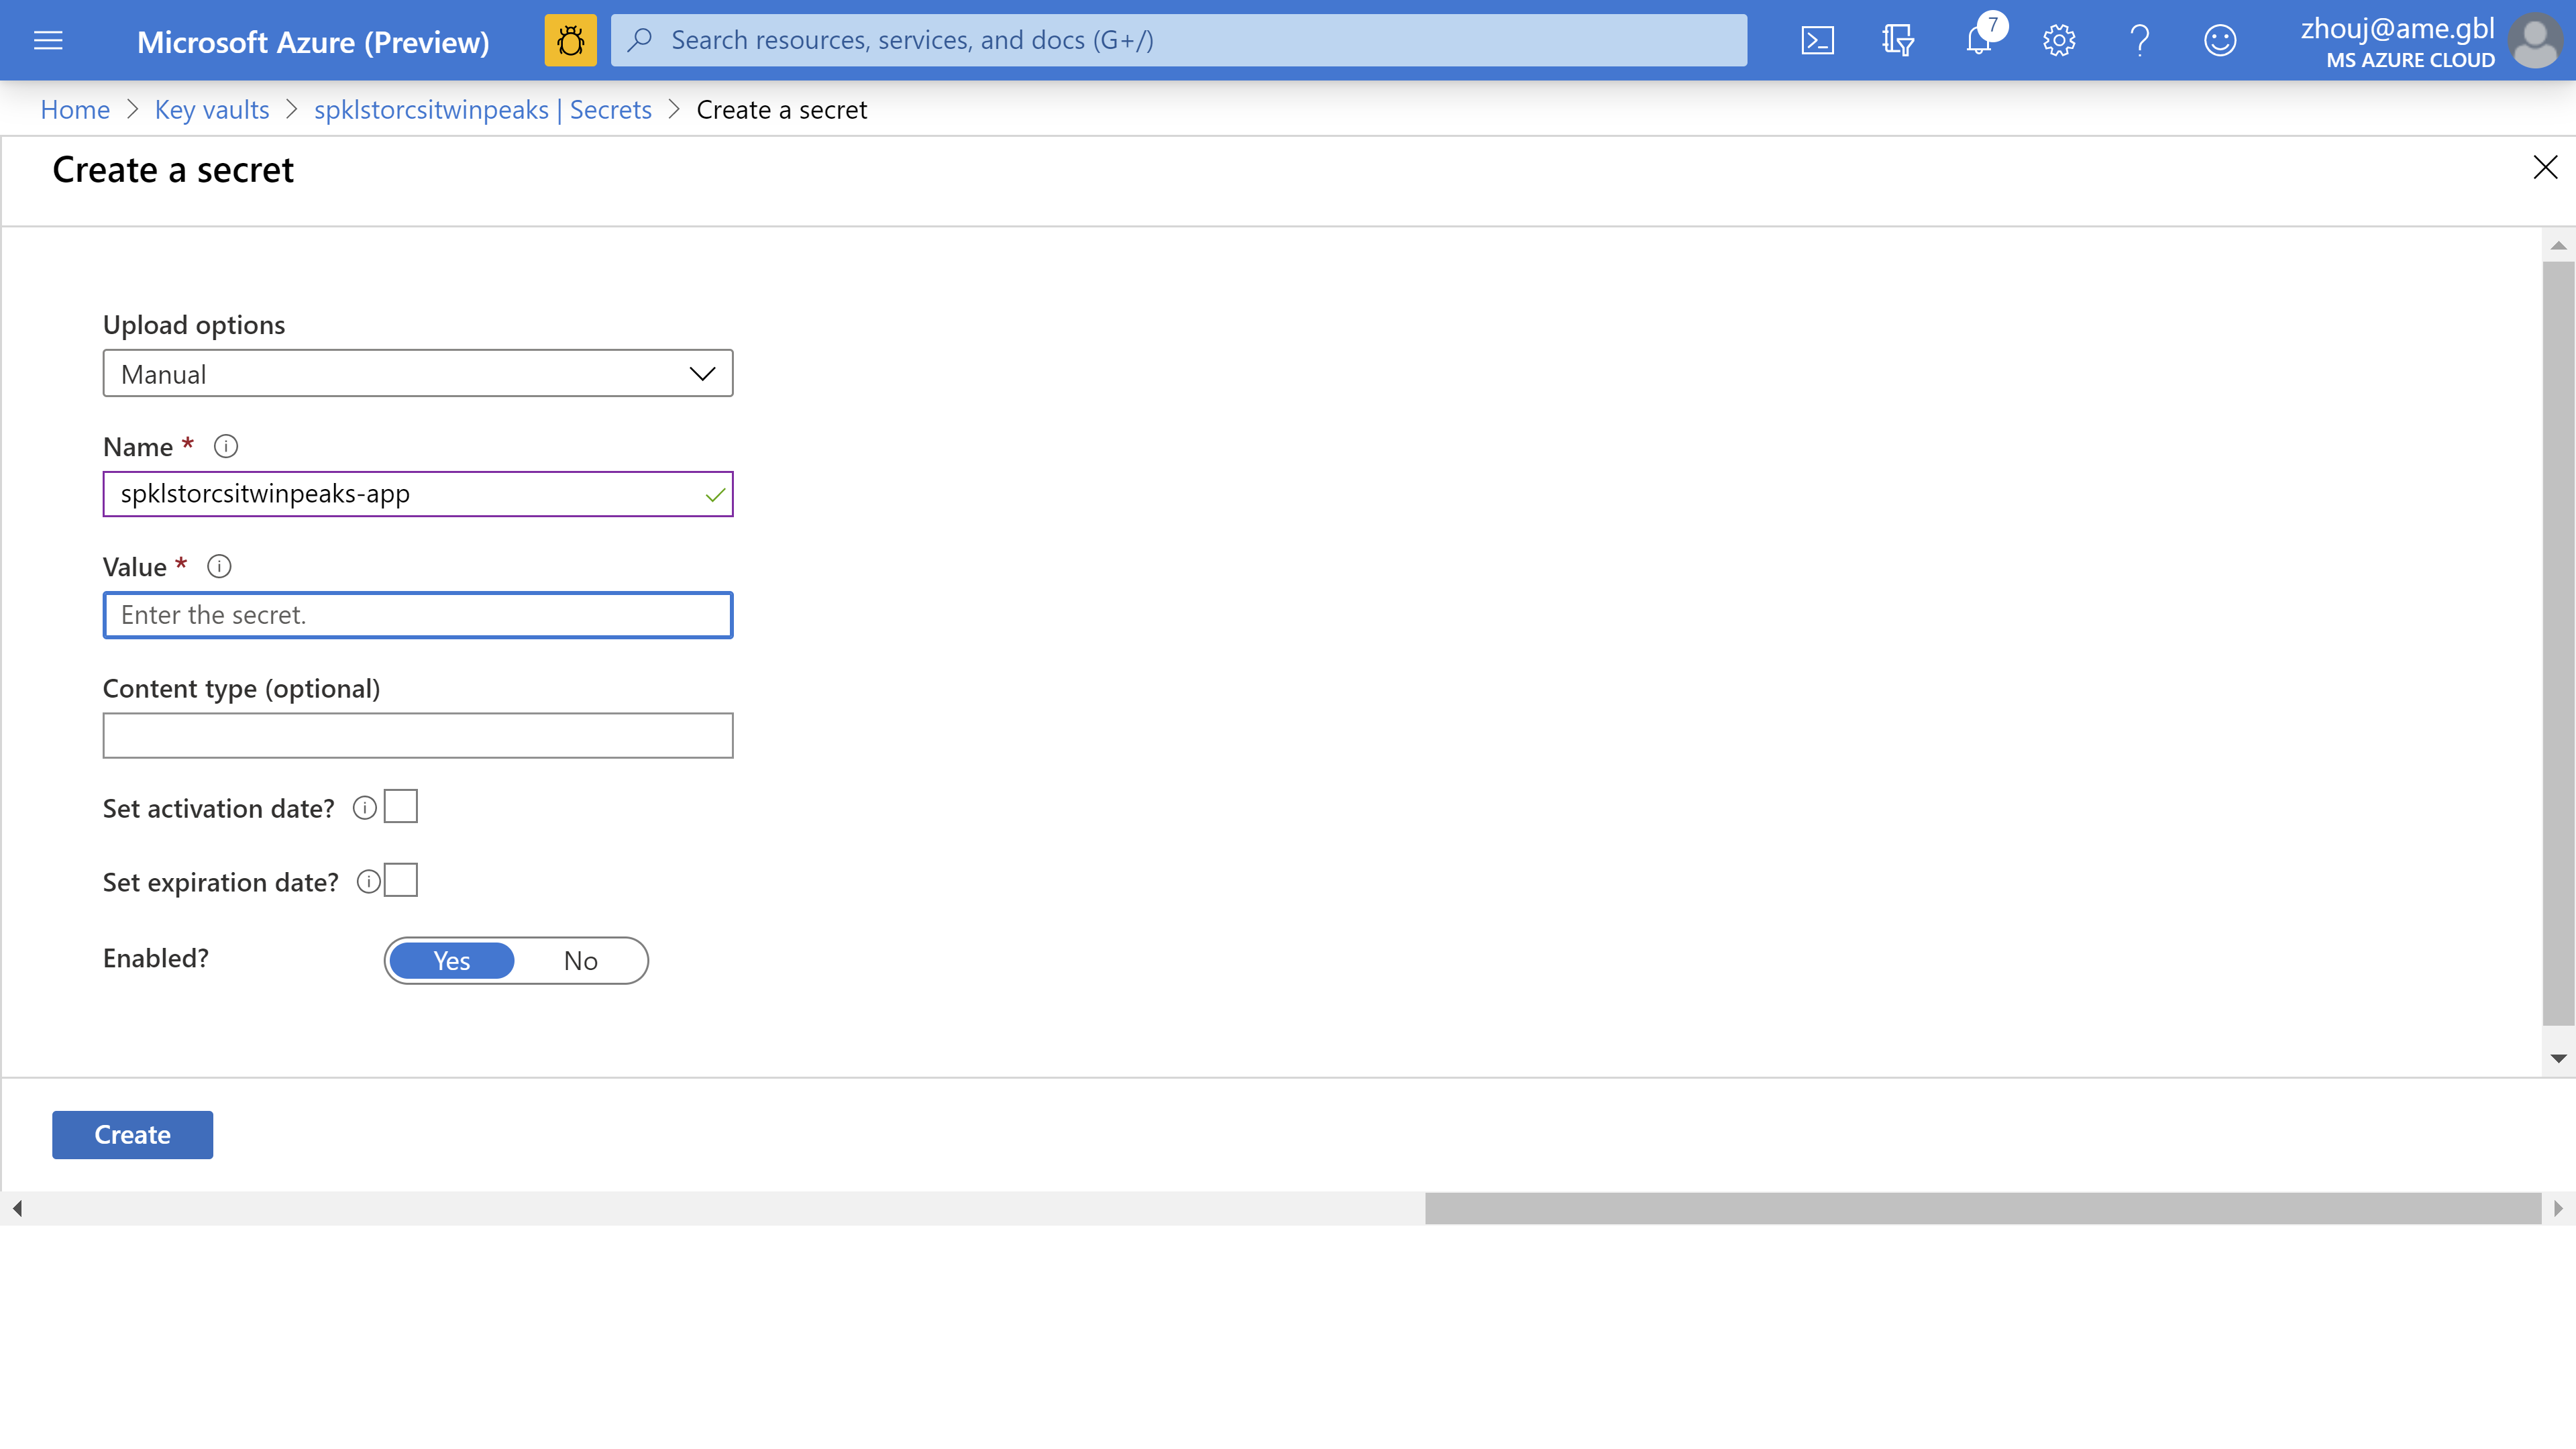 Microsoft Azure (Preview)
Search resources, services, and docs (G+/)
7
zhouj@ame.gbl
MS AZURE CLOUD
Home > Key vaults > spklstorcsitwinpeaks | Secrets > Create a secret
Create a secret
Upload options
Manual
Name *
spklstorcsitwinpeaks-app
Value *
Enter the secret.
Content type (optional)
Set activation date?
Set expiration date?
Enabled? Yes No
Create